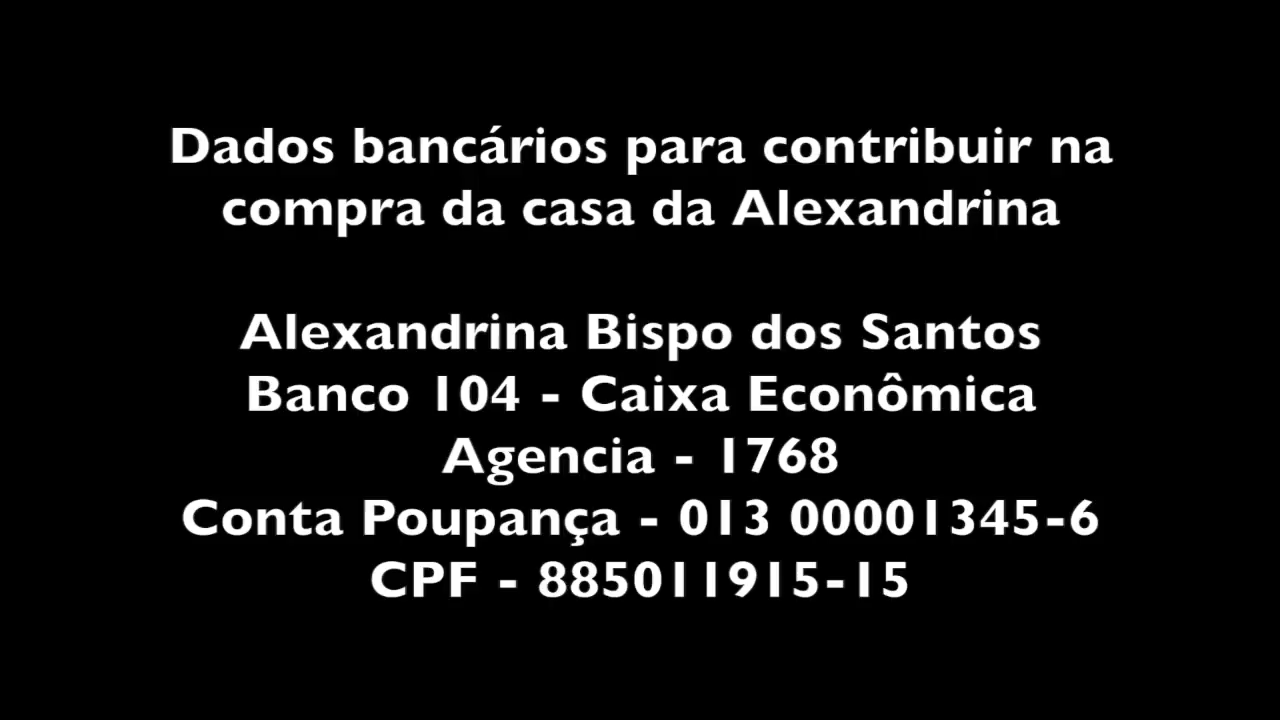 Dados bancários para contribuir na
compra da casa da Alexandrina
Alexandrina Bispo dos Santos
Banco 104 - Caixa Econômica
Agencia - 1768
Conta Poupança - 013 00001345-6
CPF - 885011915-15